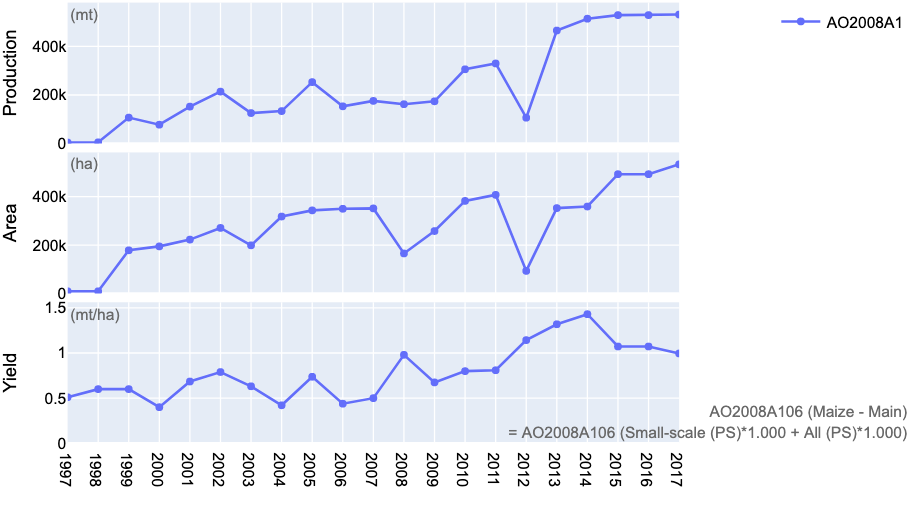 (mt)
AO2008A1
Production
400k
200k
0
(ha)
Area
400k
200k
0
(mt/ha)
Yield
1.5
1
0.5
0
AO2008A106 (Maize - Main)
= AO2008A106 (Small-scale (PS)*1.000 + All (PS)*1.000)
1997
1998
1999
2000
2001
2002
2003
2004
2005
2006
2007
2008
2009
2010
2011
2012
2013
2014
2015
2016
2017